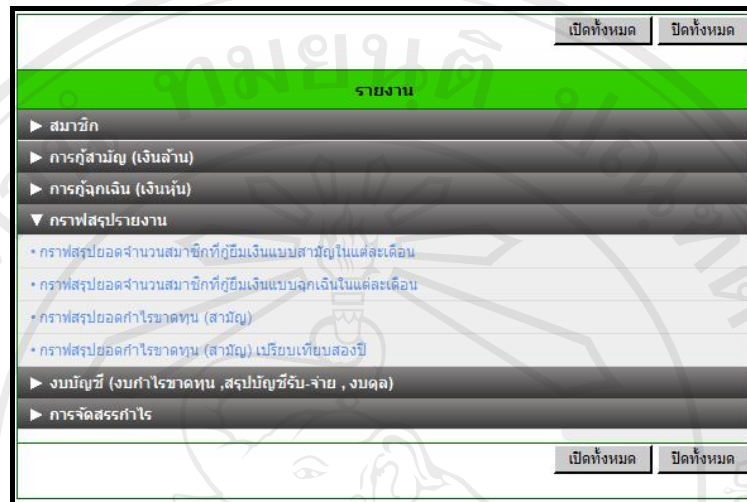 เปิดทั้งหมด ปิดทั้งหมด
รายงาน
▶ สมาชิก
▶ การกู้สามัญ (เงินล้าน)
▶ การกู้ฉุกเฉิน (เงินหุ้น)
▼ กราฟสรุปรายงาน
• กราฟสรุปยอดจำนวนสมาชิกที่กู้ยืมเงินแบบสามัญในแต่ละเดือน
• กราฟสรุปยอดจำนวนสมาชิกที่กู้ยืมเงินแบบฉุกเฉินในแต่ละเดือน
• กราฟสรุปยอดกำไรขาดทุน (สามัญ)
• กราฟสรุปยอดกำไรขาดทุน (สามัญ) เปรียบเทียบสองปี
▶ งบบัญชี (งบกำไรขาดทุน ,สรุปบัญชีรับ-จ่าย , งบดุล)
▶ การจัดสรรกำไร
เปิดทั้งหมด ปิดทั้งหมด